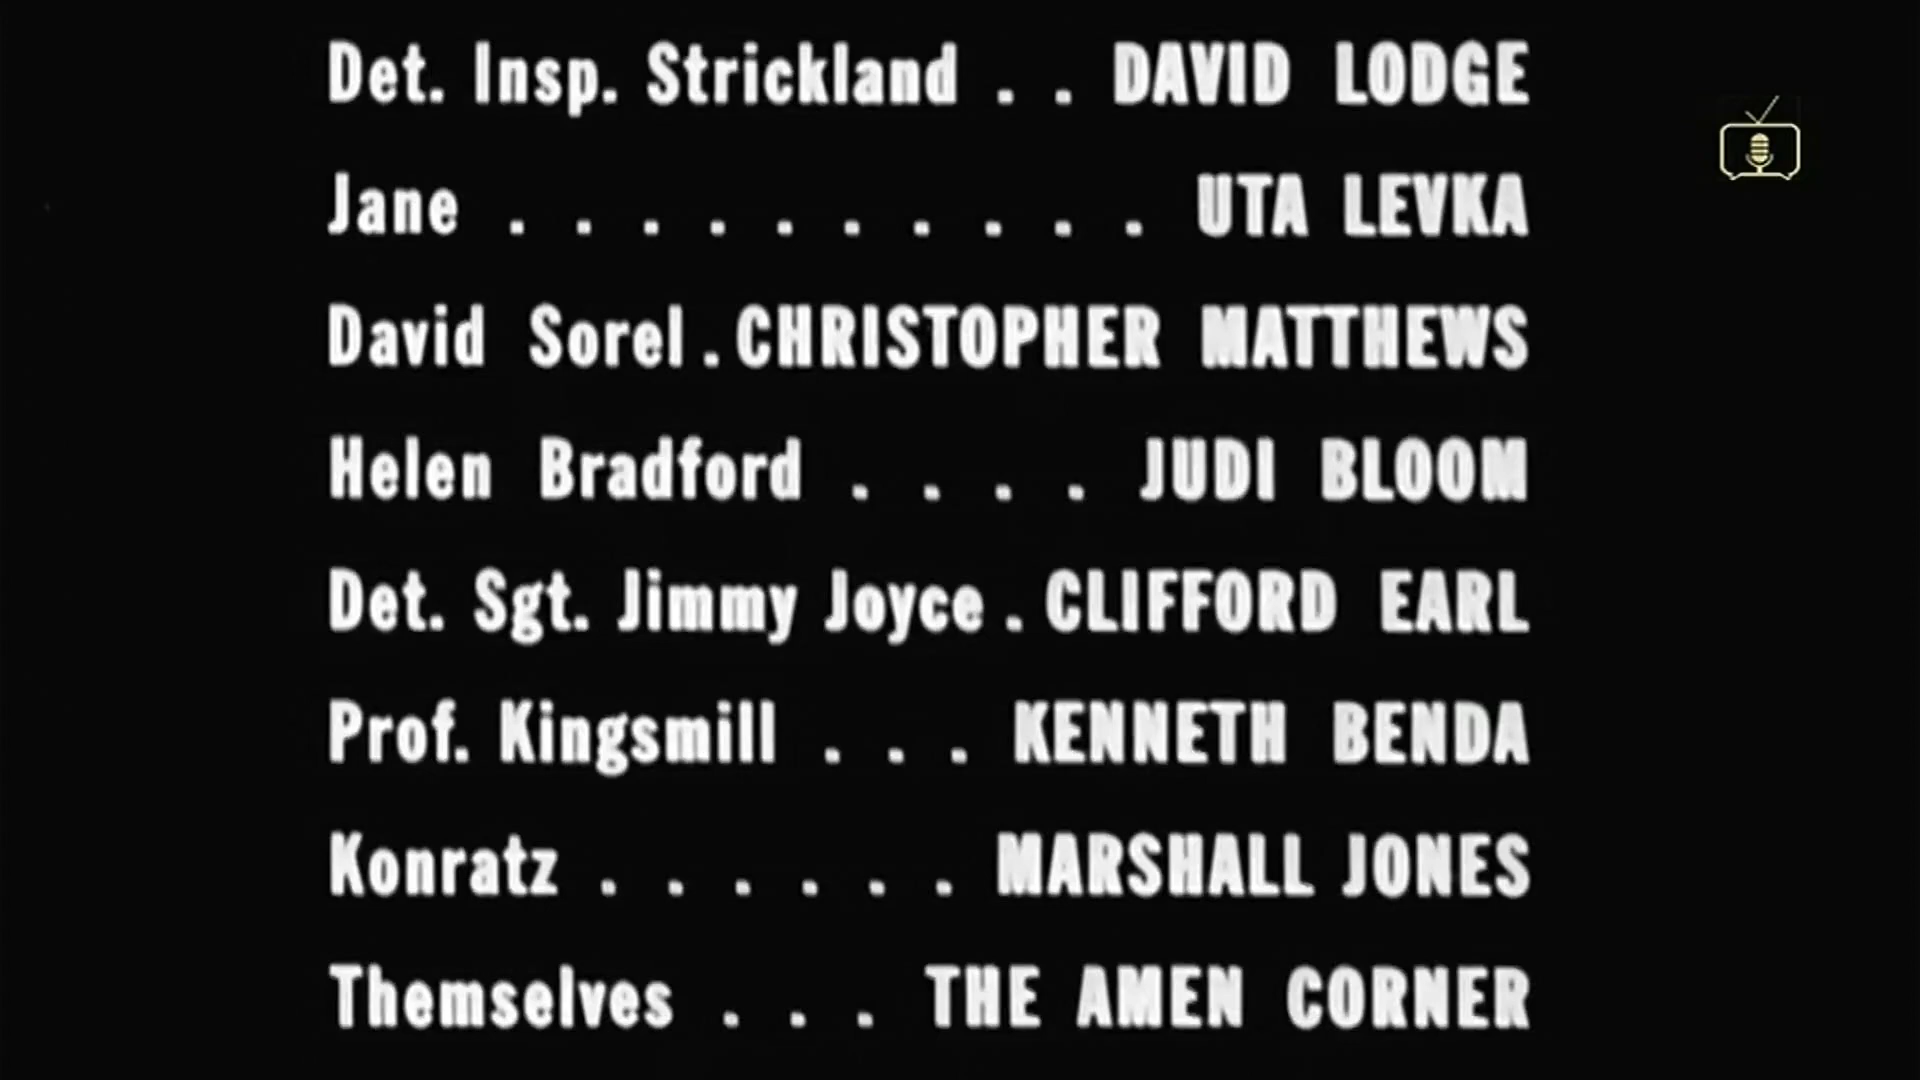 Det. Insp. Strickland . . DAVID LODGE
Jane . . . . . . . . . . UTA LEVKA
David Sorel . CHRISTOPHER MATTHEWS
Helen Bradford . . . . JUDI BLOOM
Det. Sgt. Jimmy Joyce . CLIFFORD EARL
Prof. Kingsmill . . . KENNETH BENDA
Konratz . . . . . . MARSHALL JONES
Themselves . . . THE AMEN CORNER